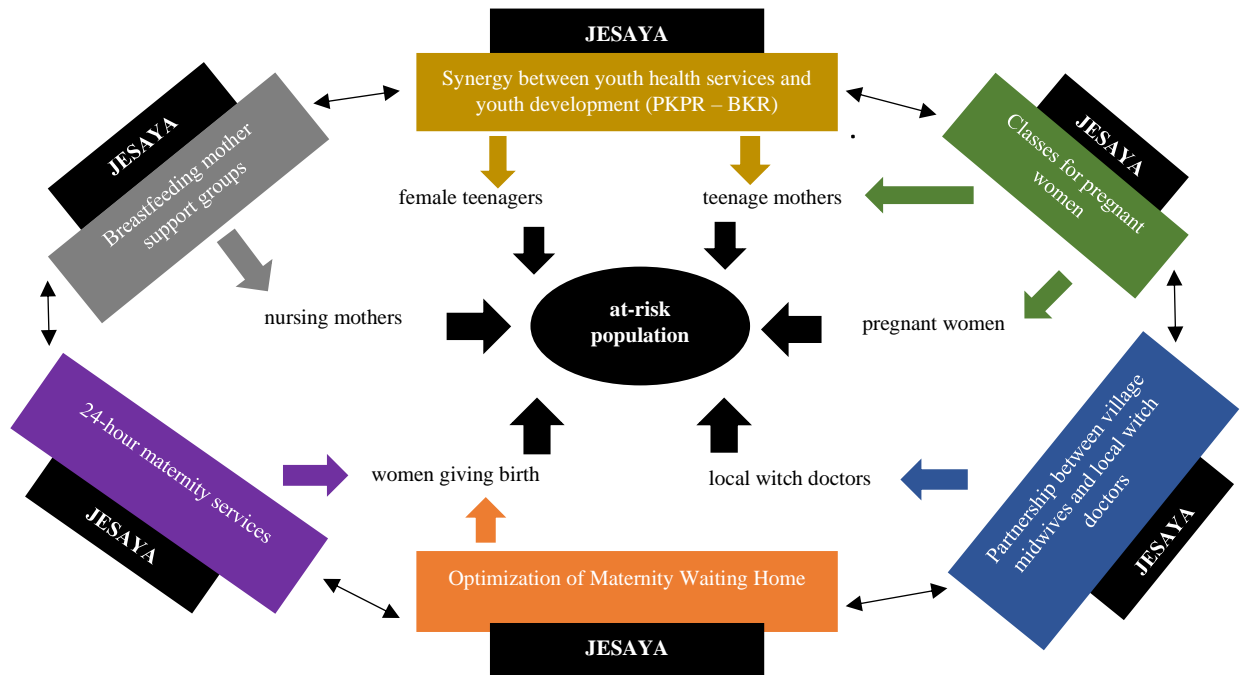 JESAYA
Synergy between youth health services and
youth development (PKPR – BKR)
JESAYA
Breastfeeding mother
support groups
JESAYA
Classes for pregnant
women
female teenagers
teenage mothers
at-risk
population
nursing mothers
pregnant women
24-hour maternity services
JESAYA
women giving birth
local witch doctors
Partnership between village
midwives and local witch
doctors
JESAYA
Optimization of Maternity Waiting Home
JESAYA